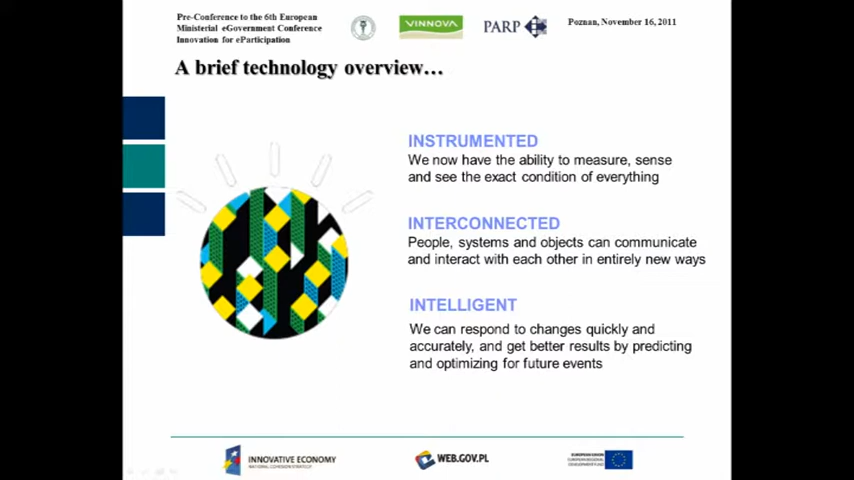 Pre-Conference to the 6th European
Ministerial eGovernment Conference
Innovation for eParticipation
VINNOVA
PARP
Poznan, November 16, 2011
A brief technology overview…
INSTRUMENTED
We now have the ability to measure, sense
and see the exact condition of everything
INTERCONNECTED
People, systems and objects can communicate
and interact with each other in entirely new ways
INTELLIGENT
We can respond to changes quickly and
accurately, and get better results by predicting
and optimizing for future events
INNOVATIVE ECONOMY
NATIONAL COHESION STRATEGY
WEB.GOV.PL
EUROPEAN UNION
EUROPEAN REGIONAL
DEVELOPMENT FUND